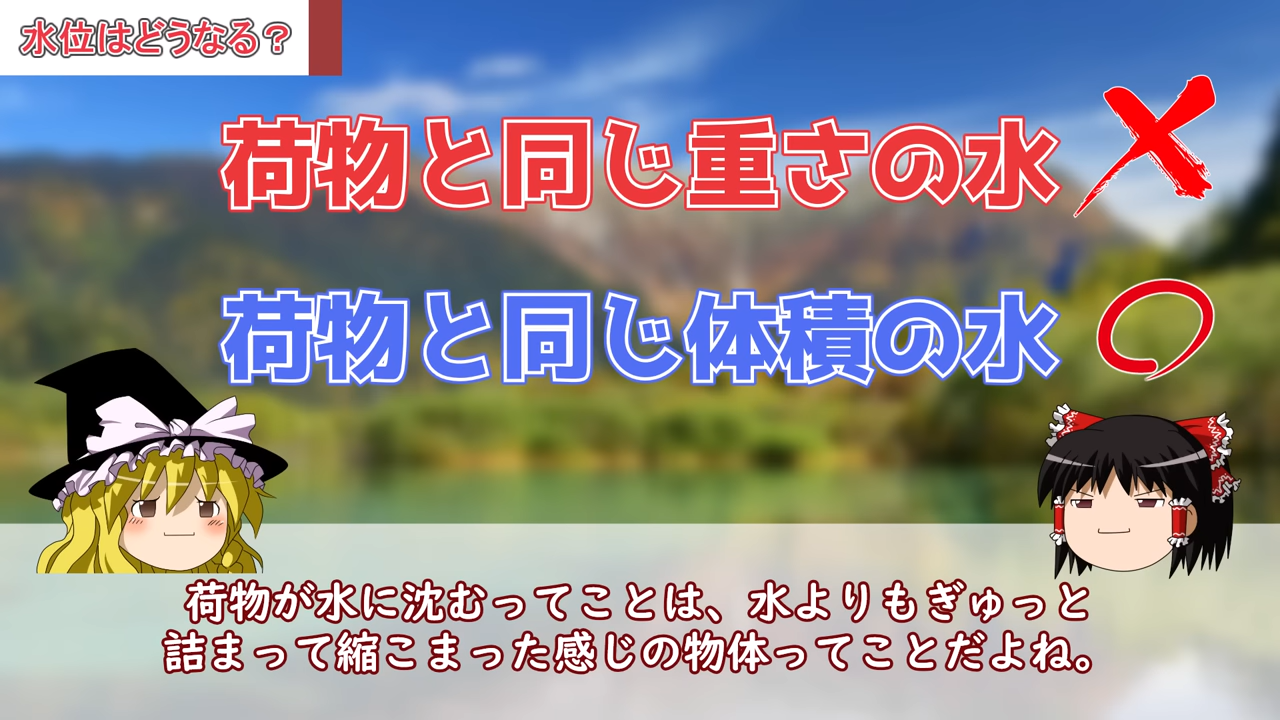 水位はどうなる？
荷物と同じ重さの水
荷物と同じ体積の水
荷物が水に沈むってことは、水よりもぎゅっと
詰まって縮こまった感じの物体ってことだよね。